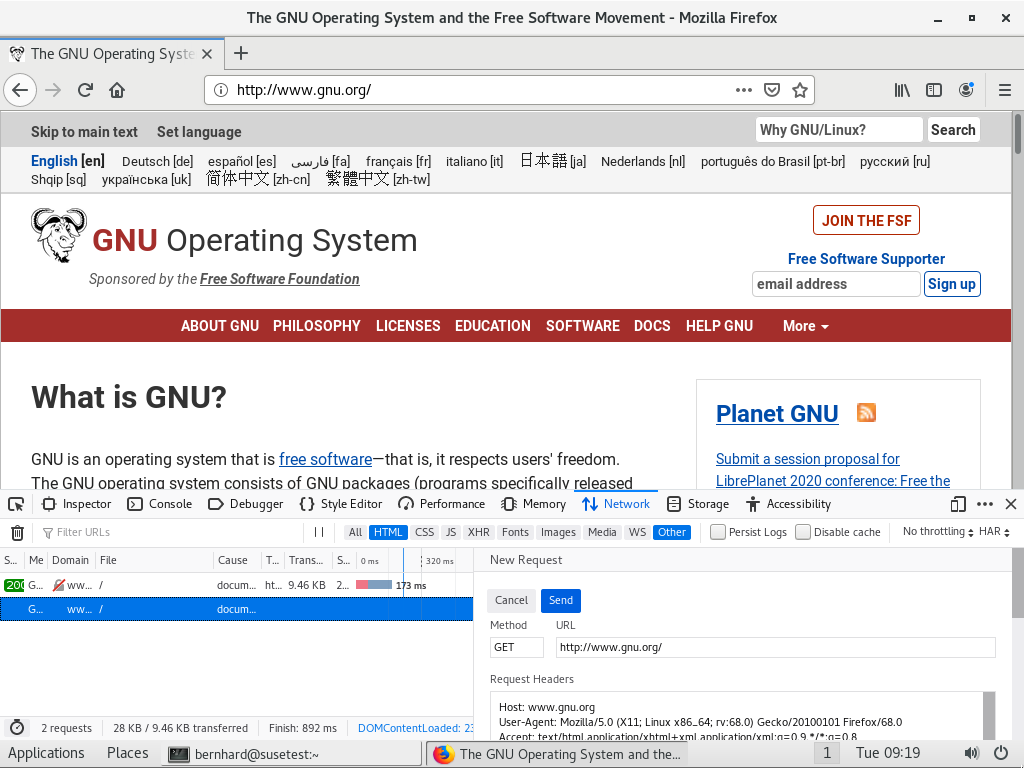 The GNU Operating System and the Free Software Movement - Mozilla Firefox
The GNU Operating Syste
http://www.gnu.org/
Skip to main text Set language Why GNU/Linux? Search
English [en] Deutsch [de] español [es] فارسی [fa] français [fr] italiano [it] 日本語 [ja] Nederlands [nl] português do Brasil [pt-br] русский [ru]
Shqip [sq] українська [uk] 简体中文 [zh-cn] 繁體中文 [zh-tw]
JOIN THE FSF
GNU Operating System
Free Software Supporter
Sponsored by the Free Software Foundation
email address Sign up
ABOUT GNU PHILOSOPHY LICENSES EDUCATION SOFTWARE DOCS HELP GNU More
What is GNU?
Planet GNU
GNU is an operating system that is free software—that is, it respects users' freedom.
The GNU operating system consists of GNU packages (programs specifically released
Submit a session proposal for
LibrePlanet 2020 conference: Free the
Inspector Console Debugger Style Editor Performance Memory Network Storage Accessibility
Filter URLs All HTML CSS JS XHR Fonts Images Media WS Other Persist Logs Disable cache No throttling HAR
S... Me Domain File Cause T... Trans... S... 0 ms 320 ms New Request
200 G... ww... / docum... ht... 9.46 KB 2... 173 ms
G... ww... / docum...
Cancel Send
Method URL
GET http://www.gnu.org/
Request Headers
Host: www.gnu.org
User-Agent: Mozilla/5.0 (X11; Linux x86_64; rv:68.0) Gecko/20100101 Firefox/68.0
Accept: text/html,application/xhtml+xml,application/xml;q=0.9,*/*;q=0.8
2 requests 28 KB / 9.46 KB transferred Finish: 892 ms DOMContentLoaded: 23
Applications Places bernhard@susetest:~ The GNU Operating System and the... 1 Tue 09:19